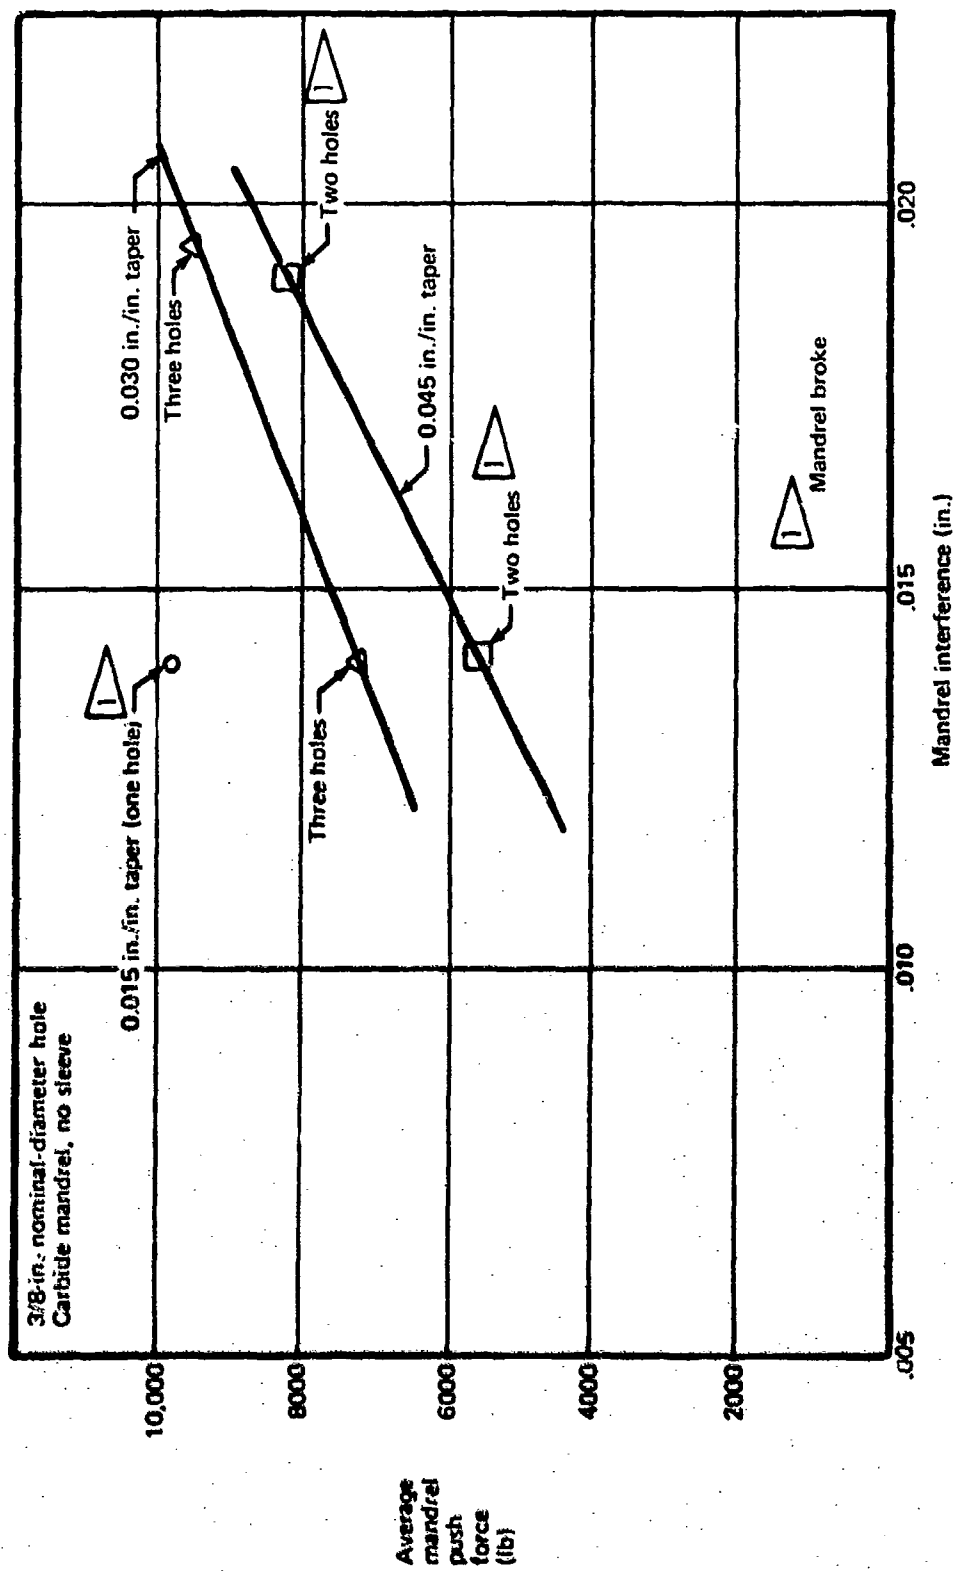 3/8-in.-nominal-diameter hole
Carbide mandrel, no sleeve
0.015 in./in. taper (one hole)
1
0.030 in./in. taper
Three holes
Three holes
Two holes
1
0.045 in./in. taper
Two holes
1
1
Mandrel broke
10,000
8000
6000
4000
2000
Average
mandrel
push
force
(lb)
.005
.010
.015
.020
Mandrel interference (in.)